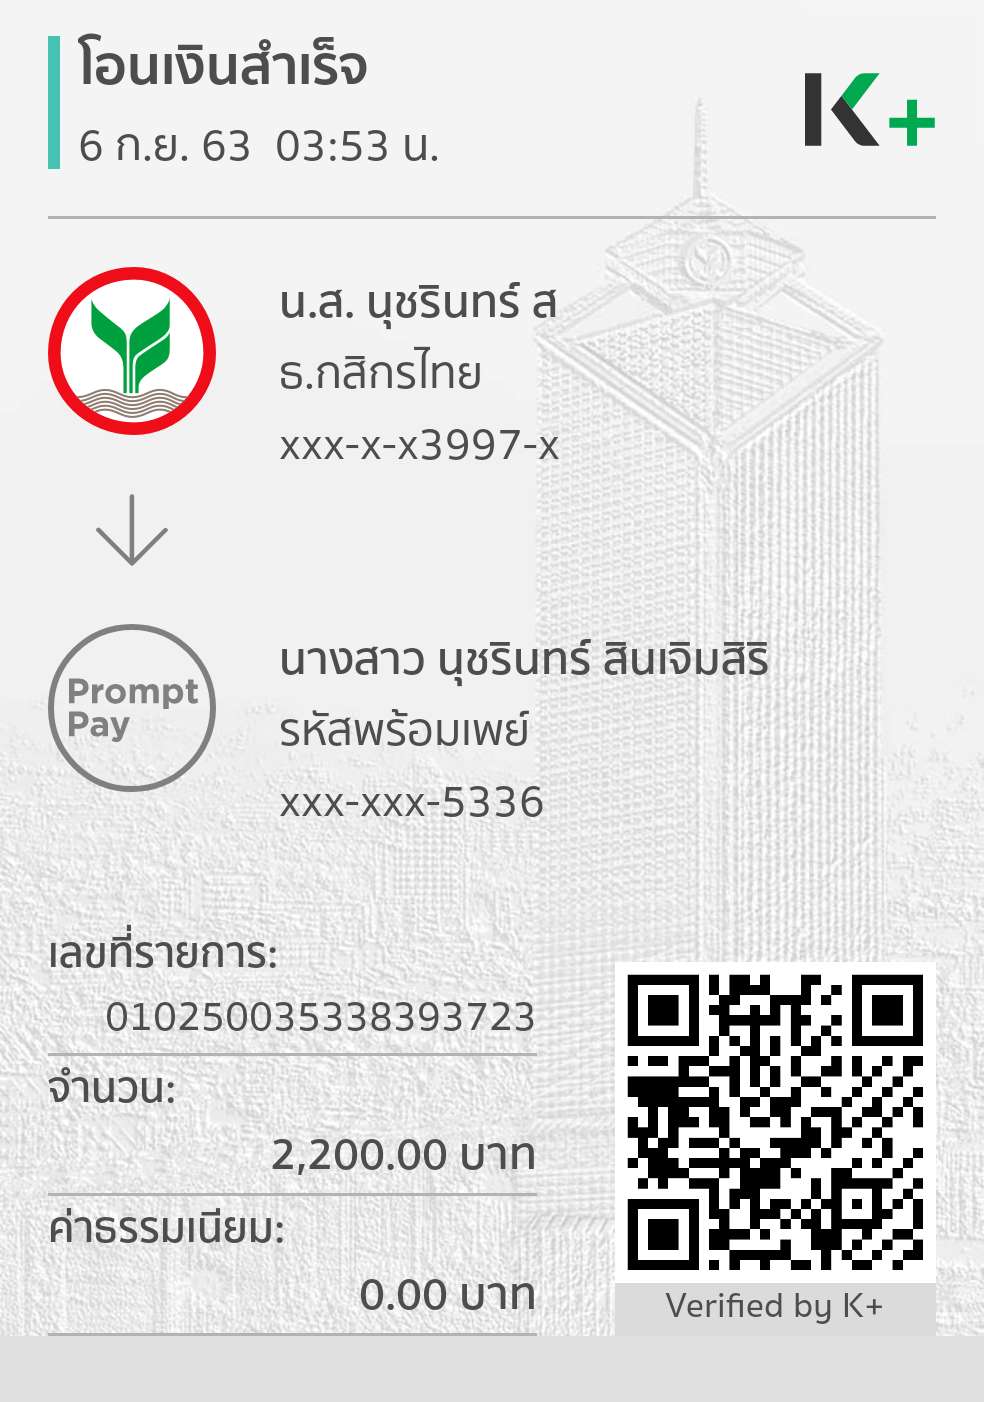 โอนเงินสำเร็จ
6 ก.ย. 63 03:53 น.
K+
น.ส. นุชรินทร์ ส
ธ.กสิกรไทย
xxx-x-x3997-x
Prompt
Pay
นางสาว นุชรินทร์ สินเจิมสิริ
รหัสพร้อมเพย์
xxx-xxx-5336
เลขที่รายการ:
010250035338393723
จำนวน:
2,200.00 บาท
ค่าธรรมเนียม:
0.00 บาท
Verified by K+